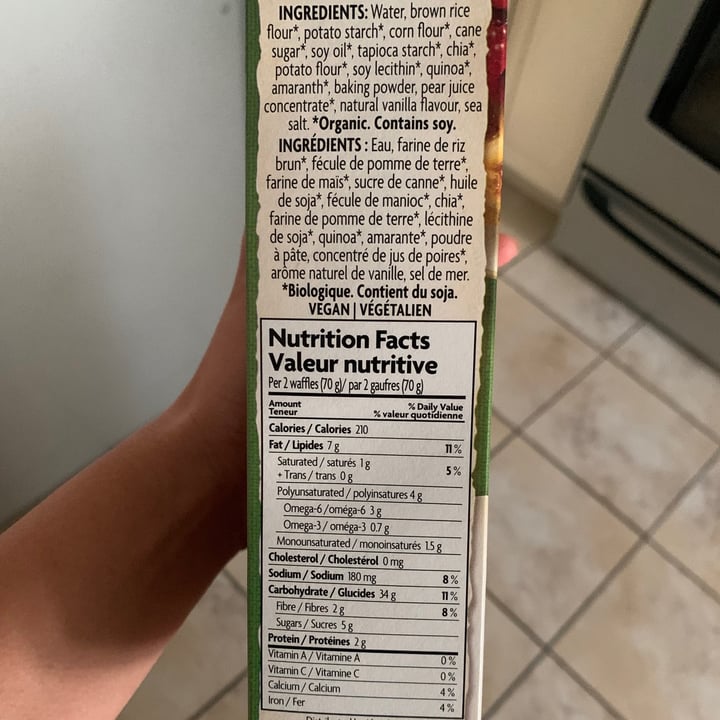 INGREDIENTS: Water, brown rice
flour*, potato starch*, corn flour*, cane
sugar*, soy oil*, tapioca starch*, chia*,
potato flour*, soy lecithin*, quinoa*,
amaranth*, baking powder, pear juice
concentrate*, natural vanilla flavour, sea
salt. *Organic. Contains soy.
INGRÉDIENTS : Eau, farine de riz
brun*, fécule de pomme de terre*,
farine de maïs*, sucre de canne*, huile
de soja*, fécule de manioc*, chia*,
farine de pomme de terre*, lécithine
de soja*, quinoa*, amarante*, poudre
à pâte, concentré de jus de poires*,
arôme naturel de vanille, sel de mer.
*Biologique. Contient du soja.
VEGAN | VÉGÉTALIEN
Nutrition Facts
Valeur nutritive
Per 2 waffles (70 g)/ par 2 gaufres (70 g)
Amount % Daily Value
Teneur % valeur quotidienne
Calories / Calories 210
Fat / Lipides 7 g 11 %
Saturated / saturés 1 g
+ Trans / trans 0 g 5 %
Polyunsaturated / polyinsatures 4 g
Omega-6 / oméga-6 3 g
Omega-3 / oméga-3 0.7 g
Monounsaturated / monoinsaturés 1.5 g
Cholesterol / Cholestérol 0 mg
Sodium / Sodium 180 mg 8 %
Carbohydrate / Glucides 34 g 11 %
Fibre / Fibres 2 g 8 %
Sugars / Sucres 5 g
Protein / Protéines 2 g
Vitamin A / Vitamine A 0 %
Vitamin C / Vitamine C 0 %
Calcium / Calcium 4 %
Iron / Fer 4 %